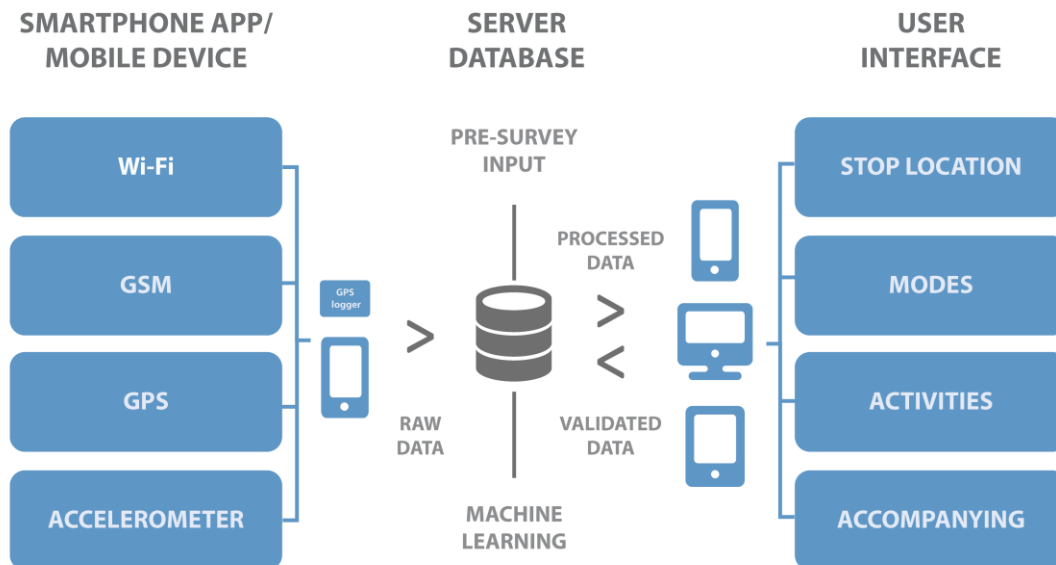 SMARTPHONE APP/
MOBILE DEVICE
Wi-Fi
GSM
GPS
ACCELEROMETER
GPS
logger
RAW
DATA
SERVER
DATABASE
PRE-SURVEY
INPUT
MACHINE
LEARNING
PROCESSED
DATA
VALIDATED
DATA
USER
INTERFACE
STOP LOCATION
MODES
ACTIVITIES
ACCOMPANYING